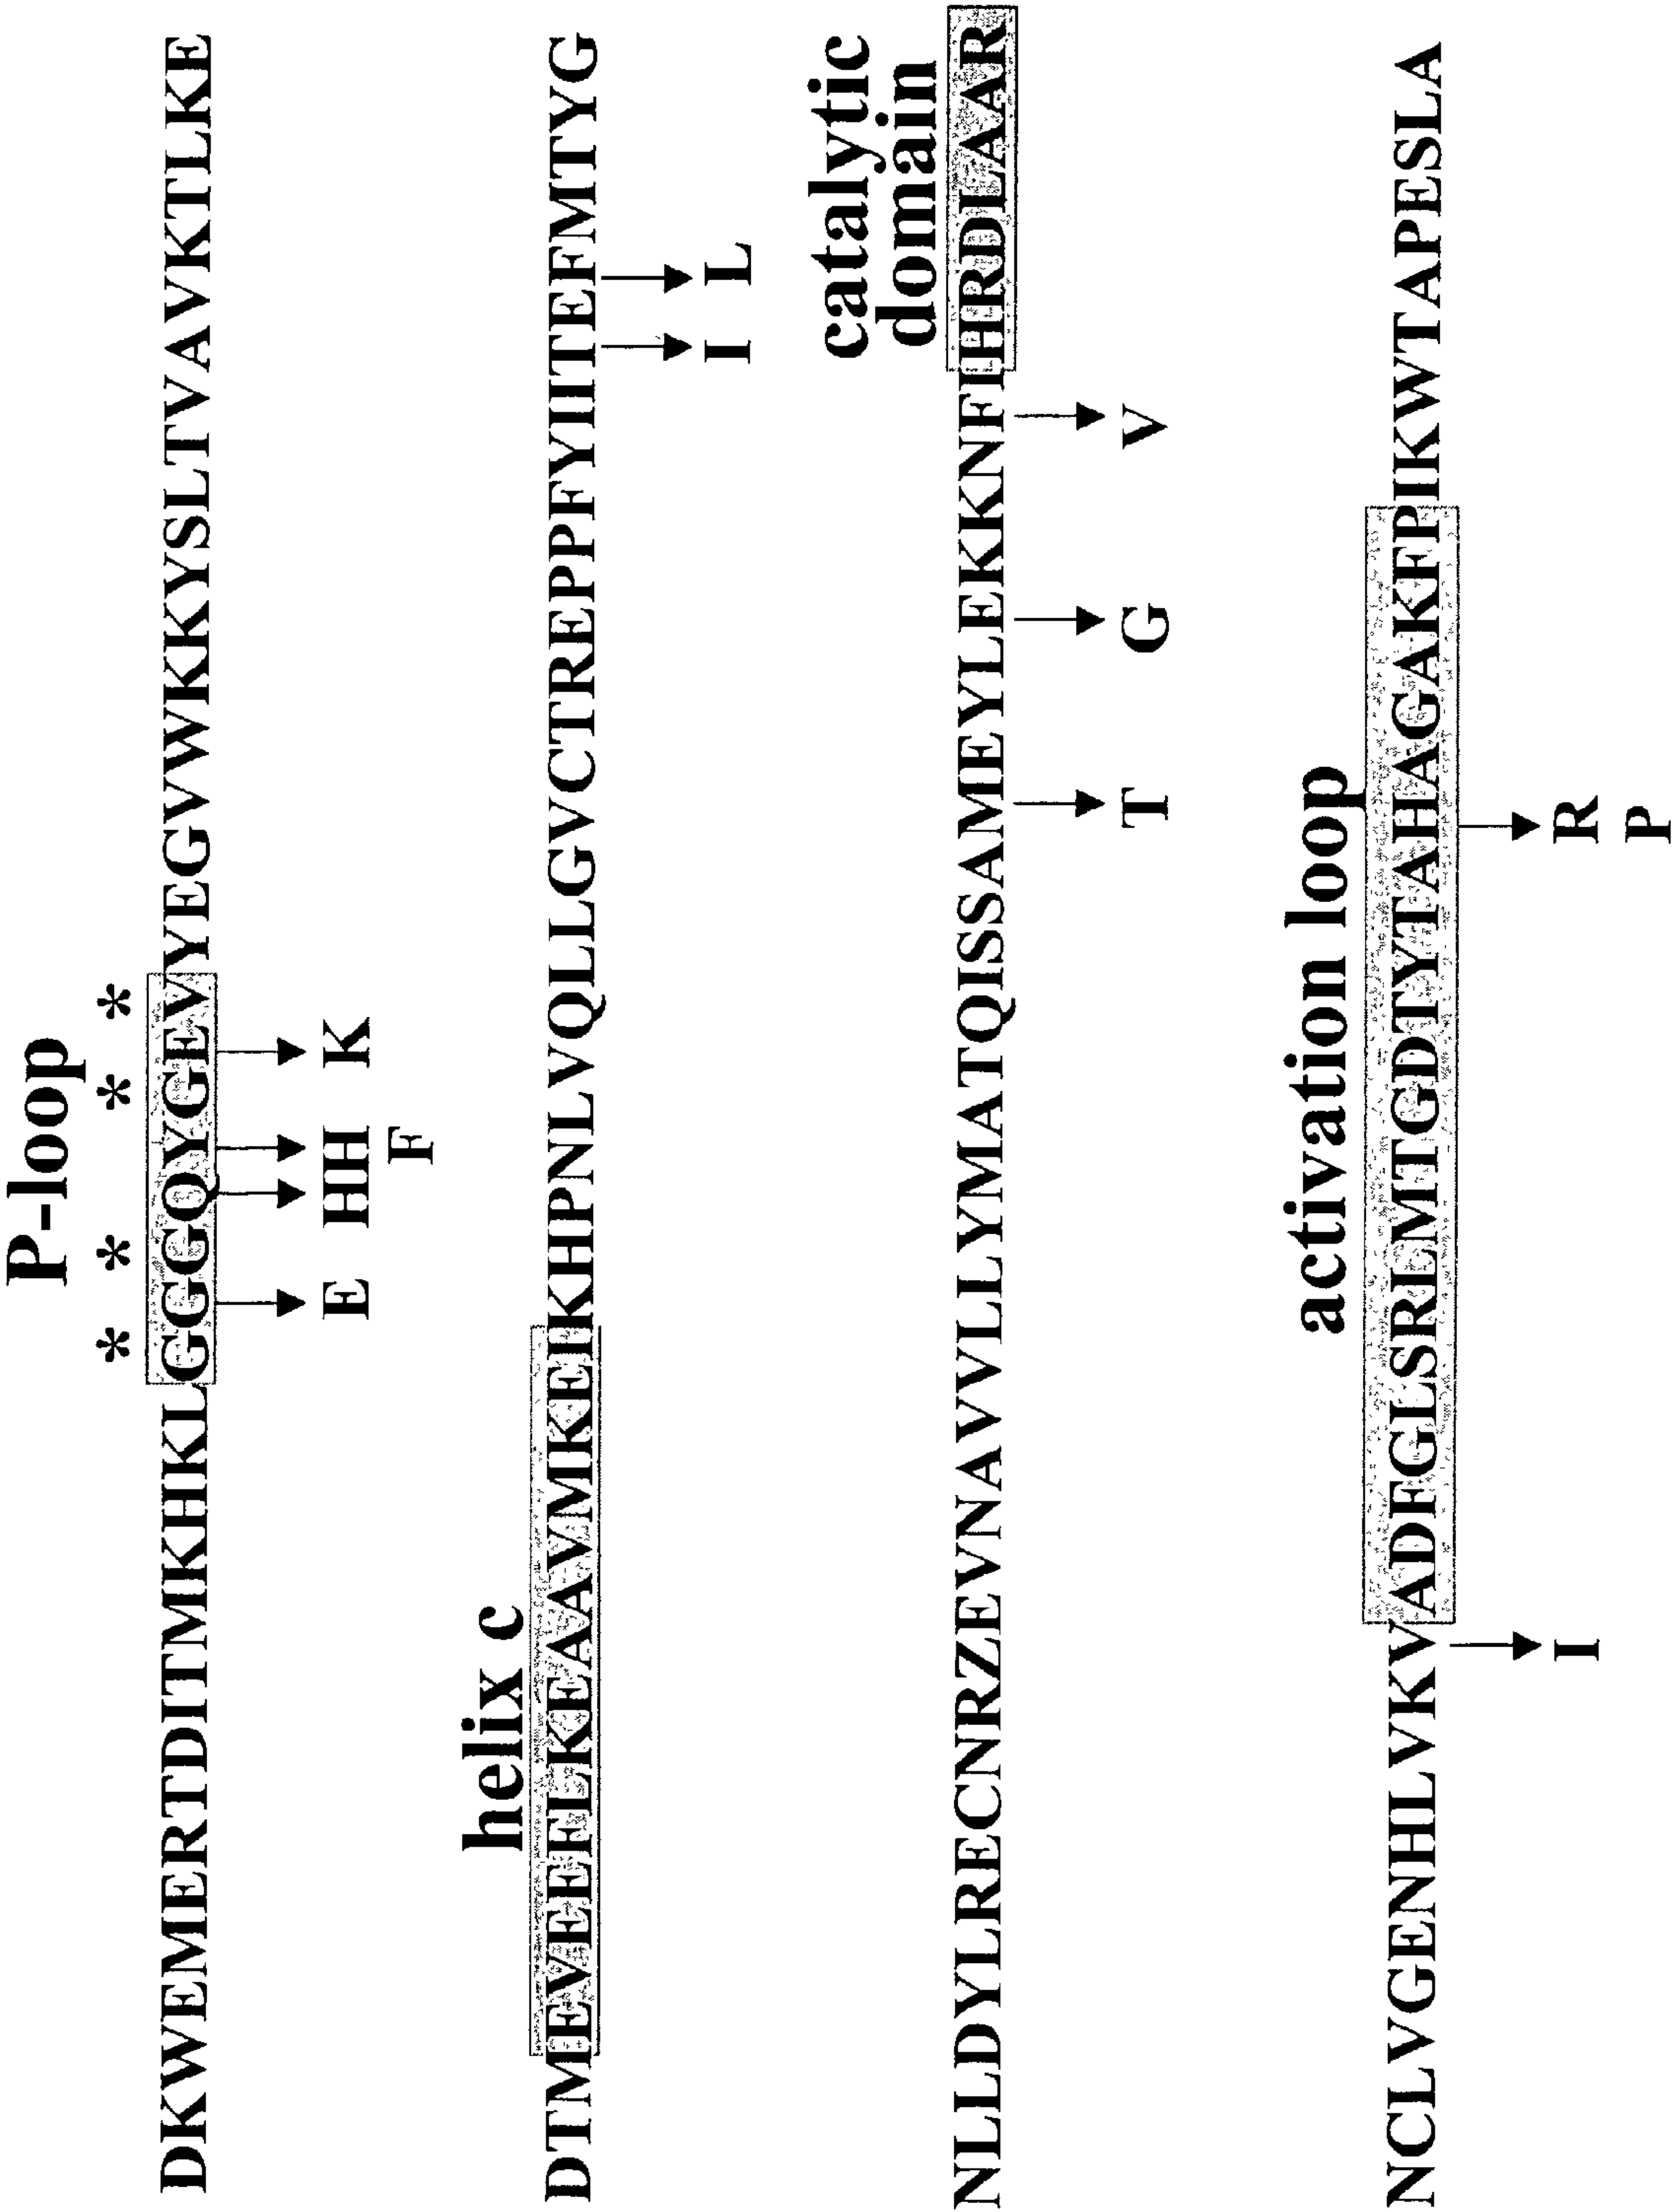 P-loop
* * * *
DKWEMERTDITMKHKLGGGQYGEVYEGVWKKYSLTVAVKTLKE
E HH K
F
helix c
DTMEVEEFLKEAAVMKEIKHPNLVQLLGVCTREPPFYIITEFMTYG
I L
catalytic
domain
NLLDYLRECNRZEVNAVVLLYMATQISSAMEYLEKKNFIHRDLAAR
T G V
activation loop
NCLVGENHLVKVADFGLSRLMTGDTYTAHAGAKFPIKWTAPESLA
I R
P